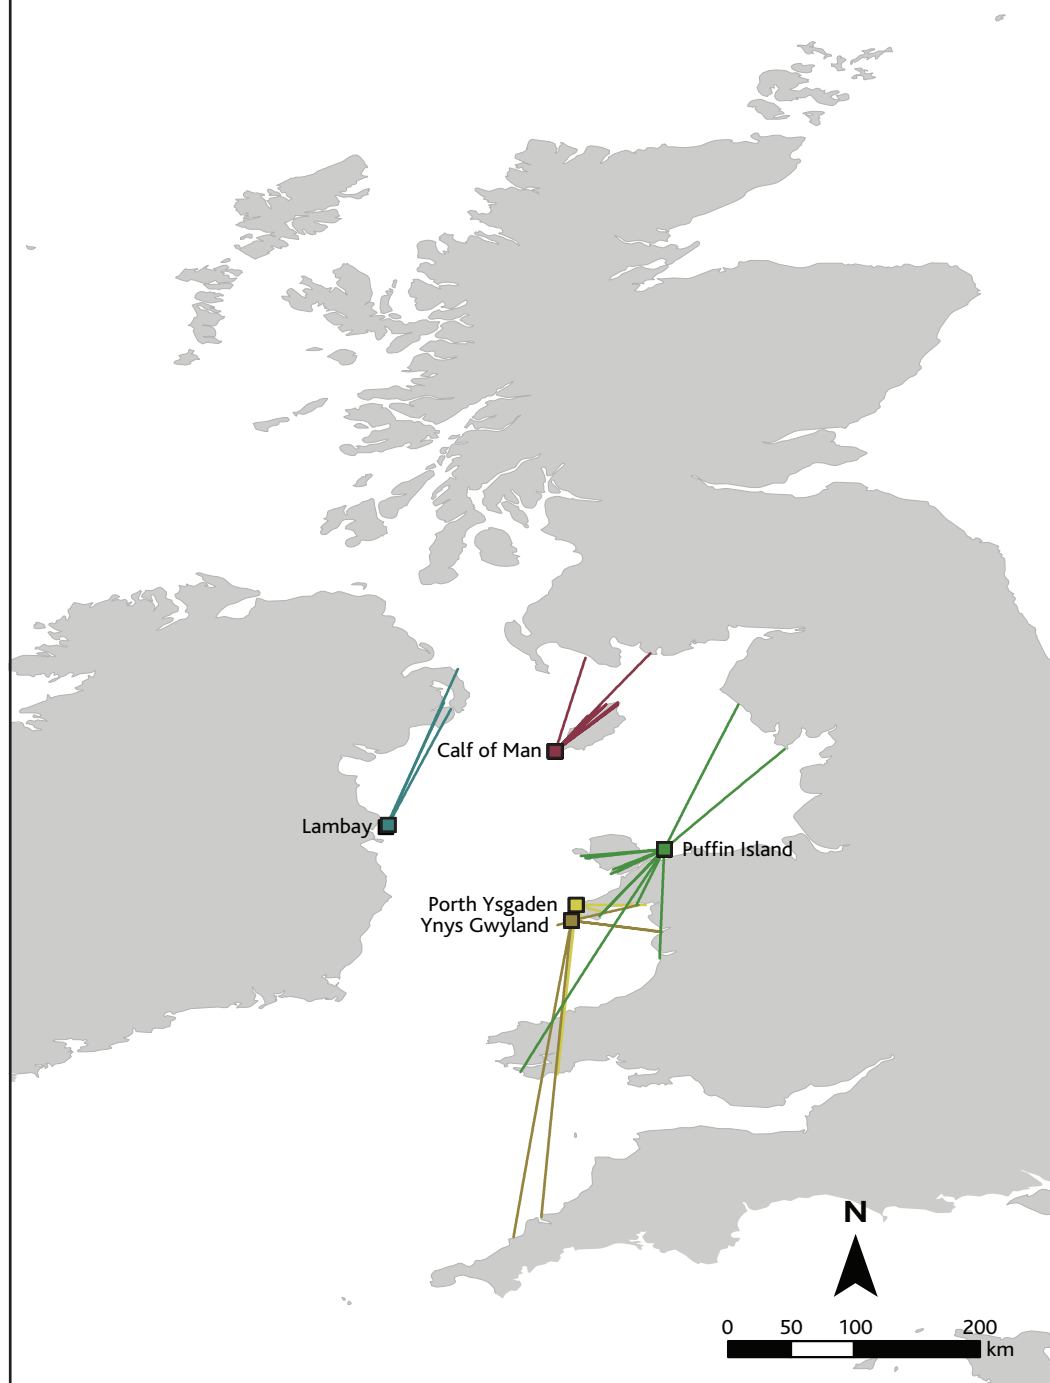 Calf of Man
Lambay
Puffin Island
Porth Ysgaden
Ynys Gwyland
N
0 50 100 200
km